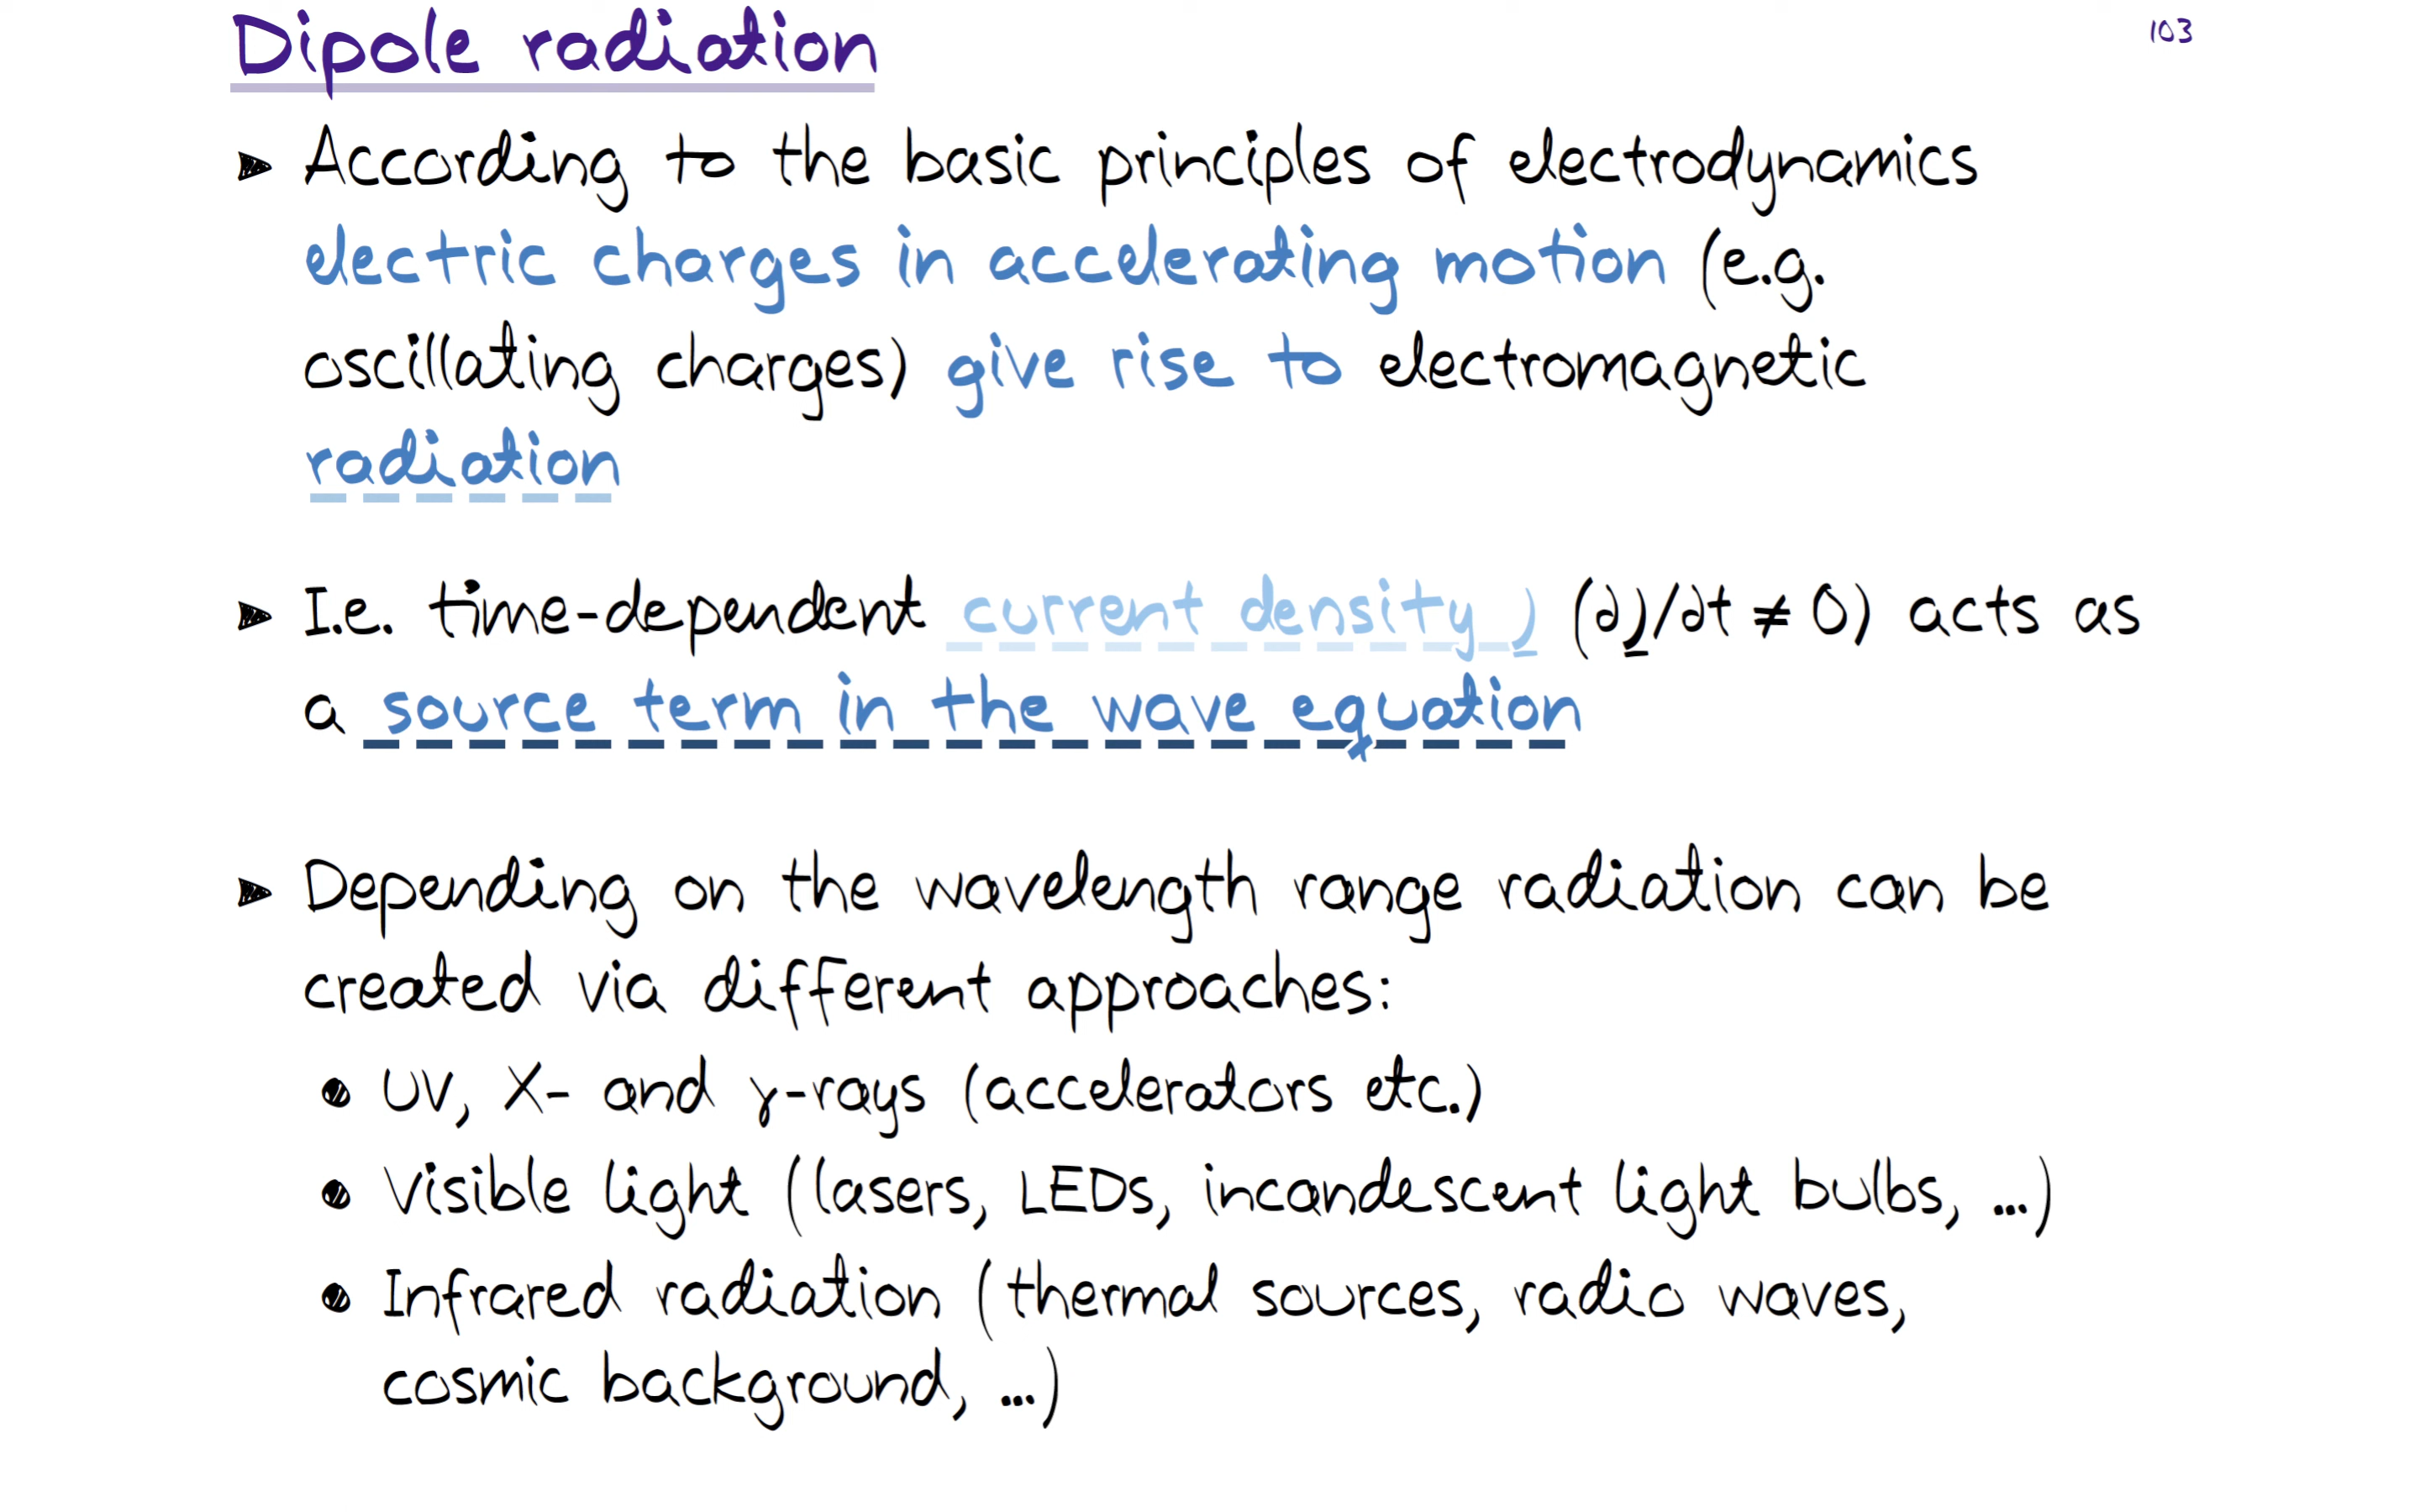 Dipole radiation
103
▸ According to the basic principles of electrodynamics
electric charges in accelerating motion (e.g.
oscillating charges) give rise to electromagnetic
radiation
▸ I.e. time-dependent current density j (∂j/∂t ≠ 0) acts as
a source term in the wave equation
▸ Depending on the wavelength range radiation can be
created via different approaches:
• UV, X- and γ-rays (accelerators etc.)
• Visible light (lasers, LEDs, incandescent light bulbs, ...)
• Infrared radiation (thermal sources, radio waves,
cosmic background, ...)